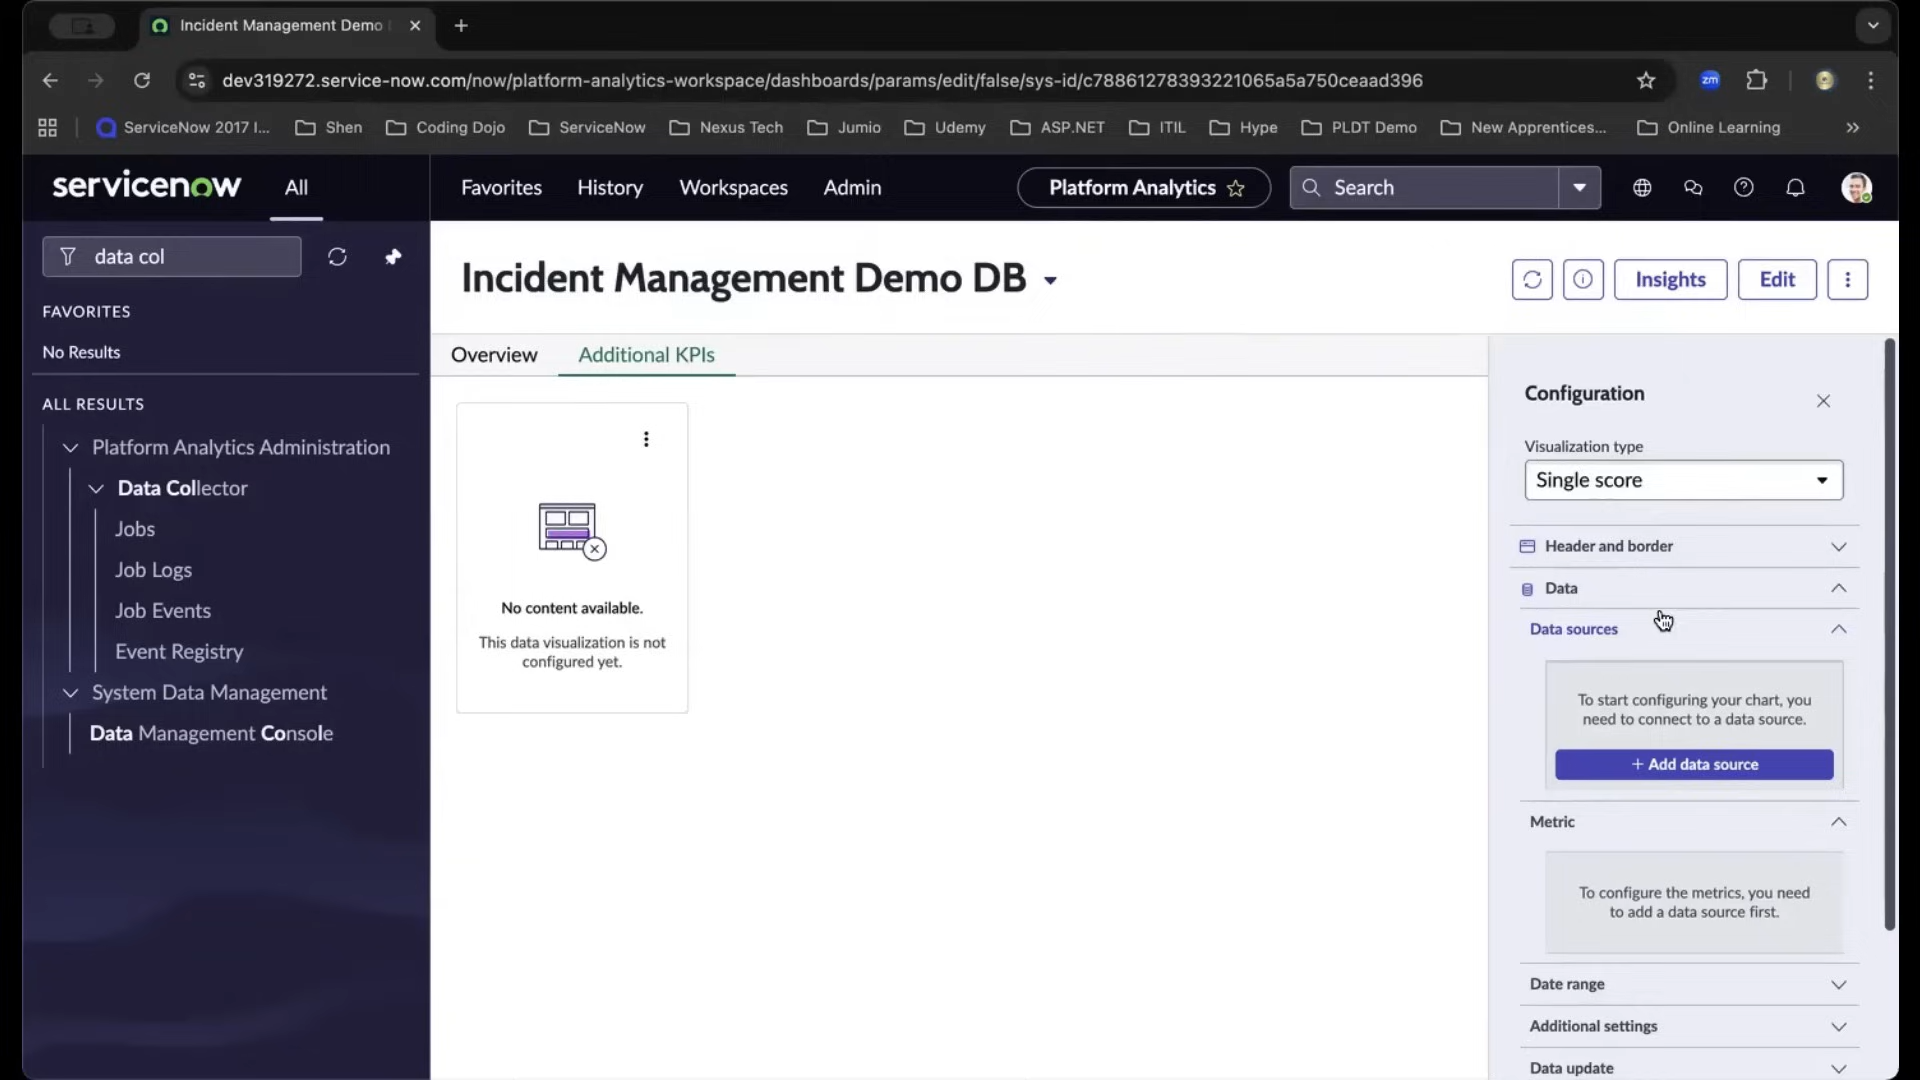 Incident Management Demo
dev319272.service-now.com/now/platform-analytics-workspace/dashboards/params/edit/false/sys-id/c78861278393221065a5a750ceaad396
zm
ServiceNow 2017 I...
Shen
Coding Dojo
ServiceNow
Nexus Tech
Jumio
Udemy
ASP.NET
ITIL
Hype
PLDT Demo
New Apprentices...
Online Learning
servicenow
All
Favorites
History
Workspaces
Admin
Platform Analytics
Search
data col
FAVORITES
No Results
ALL RESULTS
Platform Analytics Administration
Data Collector
Jobs
Job Logs
Job Events
Event Registry
System Data Management
Data Management Console
Incident Management Demo DB
Insights
Edit
Overview
Additional KPIs
No content available.
This data visualization is not
configured yet.
Configuration
Visualization type
Single score
Header and border
Data
Data sources
To start configuring your chart, you
need to connect to a data source.
+ Add data source
Metric
To configure the metrics, you need
to add a data source first.
Date range
Additional settings
Data update